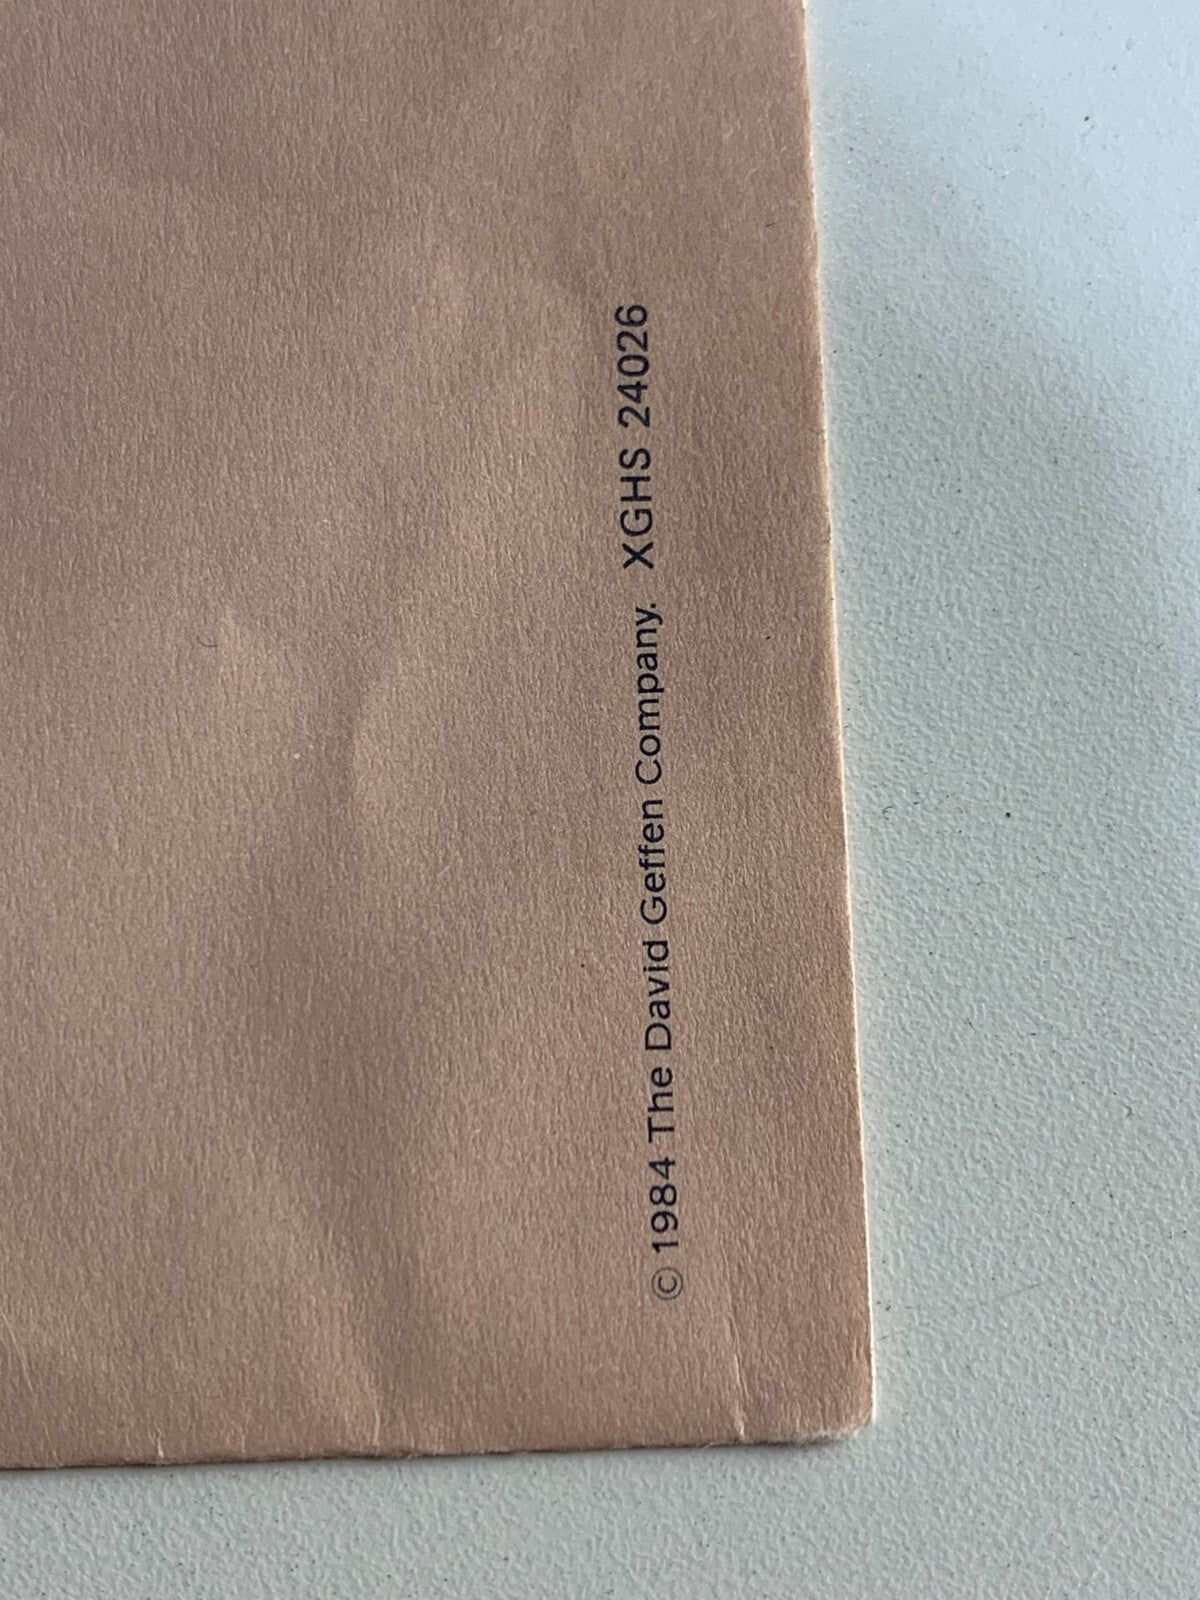 © 1984 The David Geffen Company. XGHS 24026